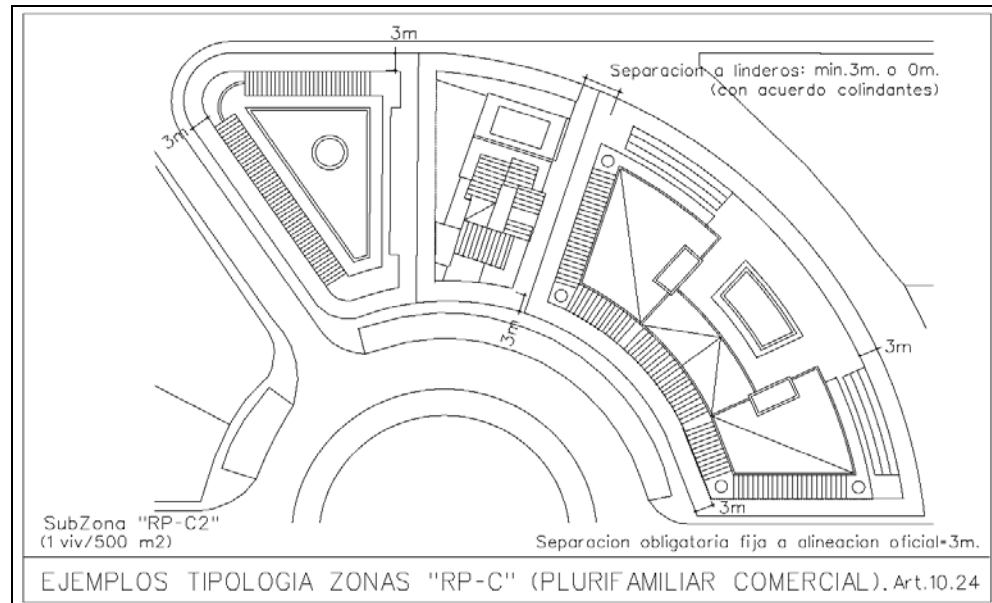 3m
Separacion a linderos: min.3m. o 0m.
(con acuerdo colindantes)
3m
3m
3m
3m
SubZona "RP-C2"
(1 viv/500 m2)
Separacion obligatoria fija a alineacion oficial=3m.
EJEMPLOS TIPOLOGIA ZONAS "RP-C" (PLURIFAMILIAR COMERCIAL). Art.10.24